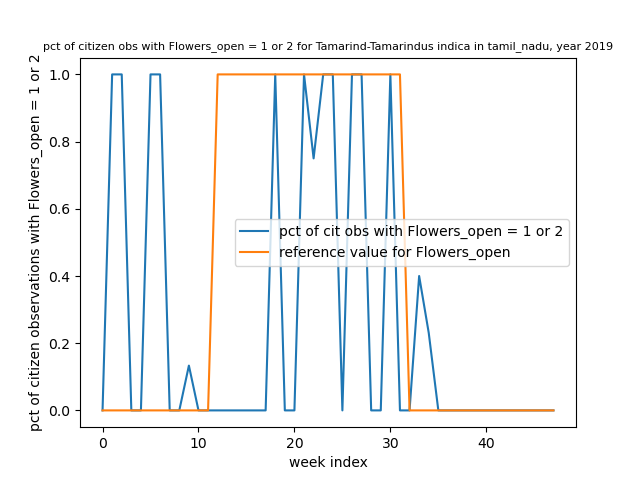 pct of citizen obs with Flowers_open = 1 or 2 for Tamarind-Tamarindus indica in tamil_nadu, year 2019
pct of citizen observations with Flowers_open = 1 or 2
1.0
0.8
0.6
0.4
0.2
0.0
pct of cit obs with Flowers_open = 1 or 2
reference value for Flowers_open
0
10
20
30
40
week index